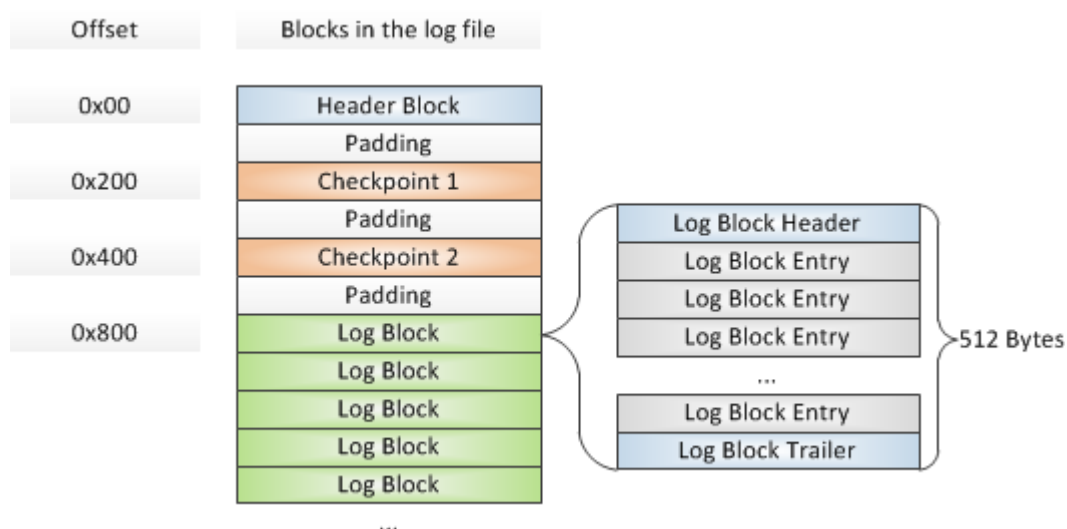 Offset Blocks in the log file
0x00 Header Block
Padding
0x200 Checkpoint 1
Padding
Log Block Header
0x400 Checkpoint 2
Log Block Entry
Padding
Log Block Entry
0x800 Log Block
Log Block Entry
512 Bytes
Log Block
...
Log Block
Log Block Entry
Log Block
Log Block Trailer
Log Block
...